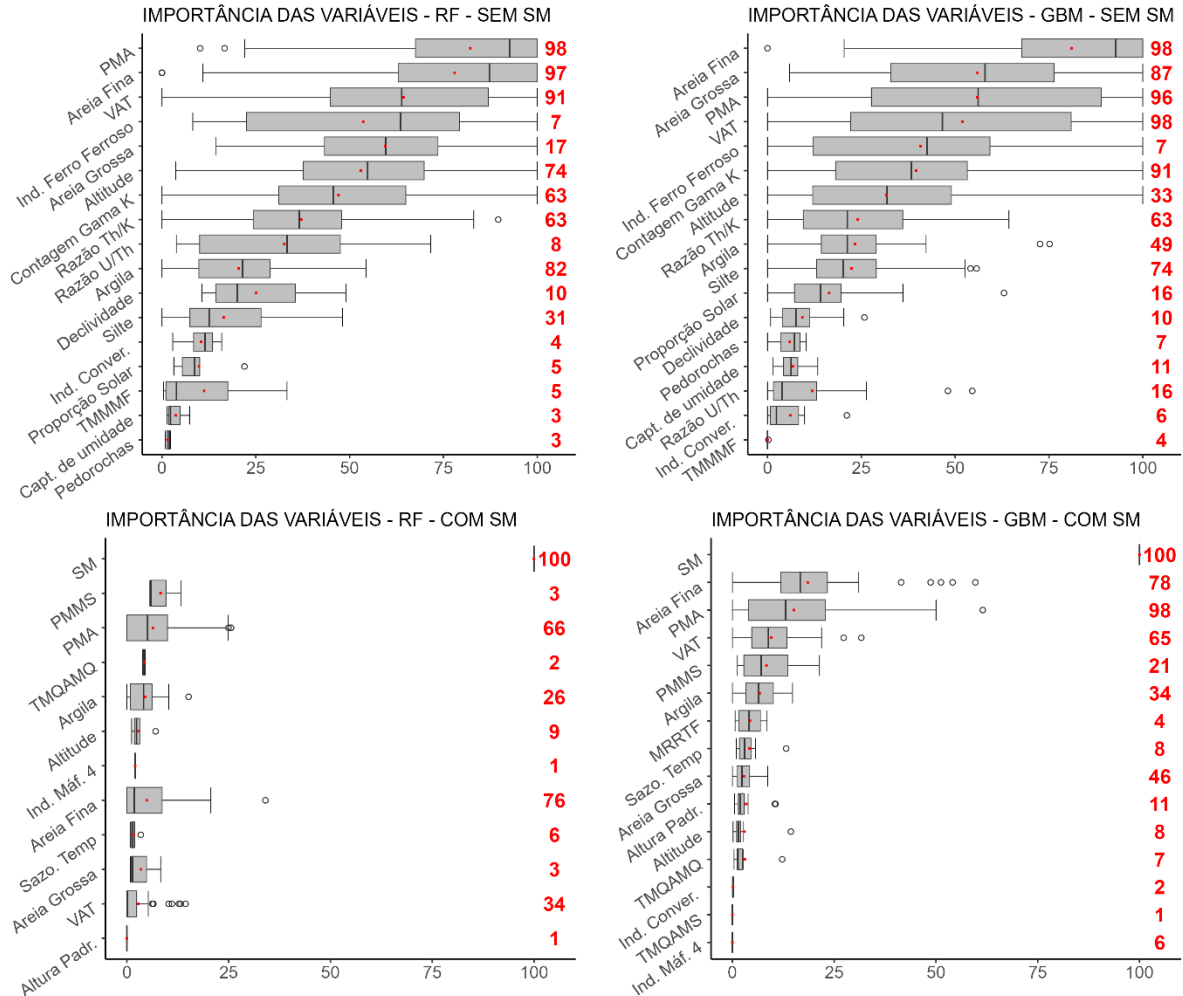 IMPORTÂNCIA DAS VARIÁVEIS - RF - SEM SM
PMA 98
Areia Fina 97
VAT 91
Ind. Ferro Ferroso 7
Areia Grossa 17
Altitude 74
Contagem Gama K 63
Razão Th/K 63
Razão U/Th 8
Argila 82
Declividade 10
Silte 31
Ind. Conver. 4
Proporção Solar 5
TMMMF 5
Capt. de umidade 3
Pedorochas 3
0 25 50 75 100
IMPORTÂNCIA DAS VARIÁVEIS - GBM - SEM SM
Areia Fina 98
Areia Grossa 87
PMA 96
VAT 98
Ind. Ferro Ferroso 7
Contagem Gama K 91
Altitude 33
Razão Th/K 63
Argila 49
Silte 74
Proporção Solar 16
Declividade 10
Pedorochas 7
Capt. de umidade 11
Razão U/Th 16
Ind. Conver. 6
TMMMF 4
0 25 50 75 100
IMPORTÂNCIA DAS VARIÁVEIS - RF - COM SM
SM 100
PMMS 3
PMA 66
TMQAMQ 2
Argila 26
Altitude 9
Ind. Máf. 4 1
Areia Fina 76
Sazo. Temp 6
Areia Grossa 3
VAT 34
Altura Padr. 1
0 25 50 75 100
IMPORTÂNCIA DAS VARIÁVEIS - GBM - COM SM
SM 100
Areia Fina 78
PMA 98
VAT 65
PMMS 21
Argila 34
MRRTF 4
Sazo. Temp 8
Areia Grossa 46
Altura Padr. 11
Altitude 8
TMQAMQ 7
Ind. Conver. 2
TMQAMS 1
Ind. Máf. 4 6
0 25 50 75 100